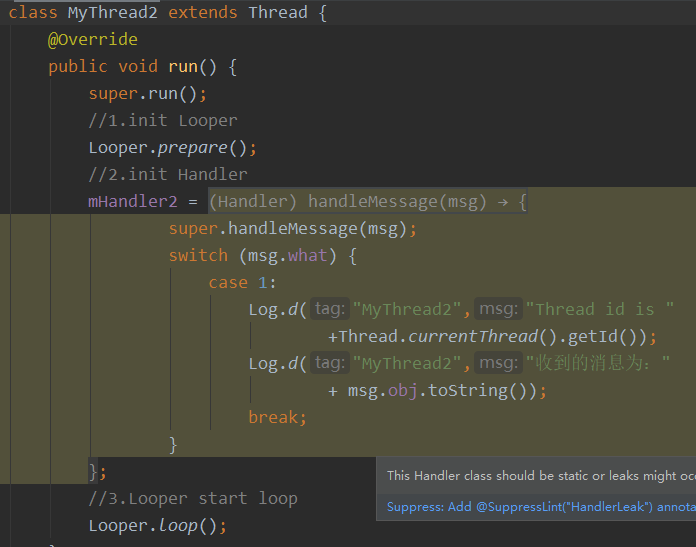 class MyThread2 extends Thread {
@Override
public void run() {
super.run();
//1.init Looper
Looper.prepare();
//2.init Handler
mHandler2 = (Handler) handleMessage(msg) → {
super.handleMessage(msg);
switch (msg.what) {
case 1:
Log.d( tag: "MyThread2", msg: "Thread id is "
+Thread.currentThread().getId());
Log.d( tag: "MyThread2", msg: "收到的消息为："
+ msg.obj.toString());
break;
}
};
This Handler class should be static or leaks might occ
//3.Looper start loop
Suppress: Add @SuppressLint("HandlerLeak") annota
Looper.loop();